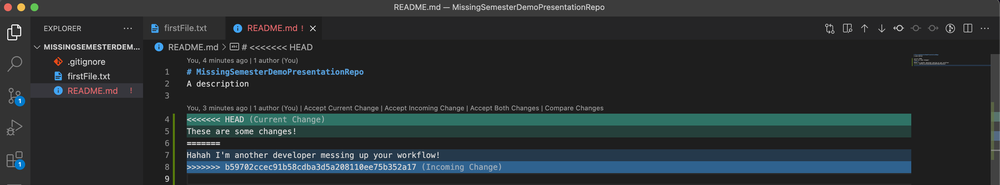 README.md — MissingSemesterDemoPresentationRepo
EXPLORER
MISSINGSEMESTERDEM...
.gitignore
firstFile.txt
README.md !
1
1
firstFile.txt
README.md !
README.md > # <<<<<<< HEAD
You, 4 minutes ago | 1 author (You)
1 # MissingSemesterDemoPresentationRepo
2 A description
3
You, 3 minutes ago | 1 author (You) | Accept Current Change | Accept Incoming Change | Accept Both Changes | Compare Changes
4 <<<<<<< HEAD (Current Change)
5 These are some changes!
6 =======
7 Hahah I'm another developer messing up your workflow!
8 >>>>>>> b59702ccec91b58cdba3d5a208110ee75b352a17 (Incoming Change)
9